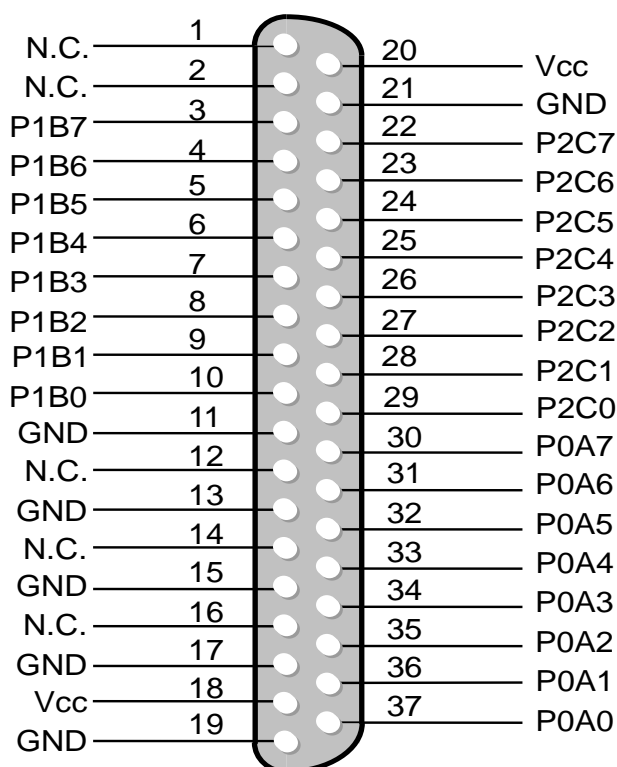 N.C. 1
N.C. 2
P1B7 3
P1B6 4
P1B5 5
P1B4 6
P1B3 7
P1B2 8
P1B1 9
P1B0 10
GND 11
N.C. 12
GND 13
N.C. 14
GND 15
N.C. 16
GND 17
Vcc 18
GND 19
20 Vcc
21 GND
22 P2C7
23 P2C6
24 P2C5
25 P2C4
26 P2C3
27 P2C2
28 P2C1
29 P2C0
30 P0A7
31 P0A6
32 P0A5
33 P0A4
34 P0A3
35 P0A2
36 P0A1
37 P0A0